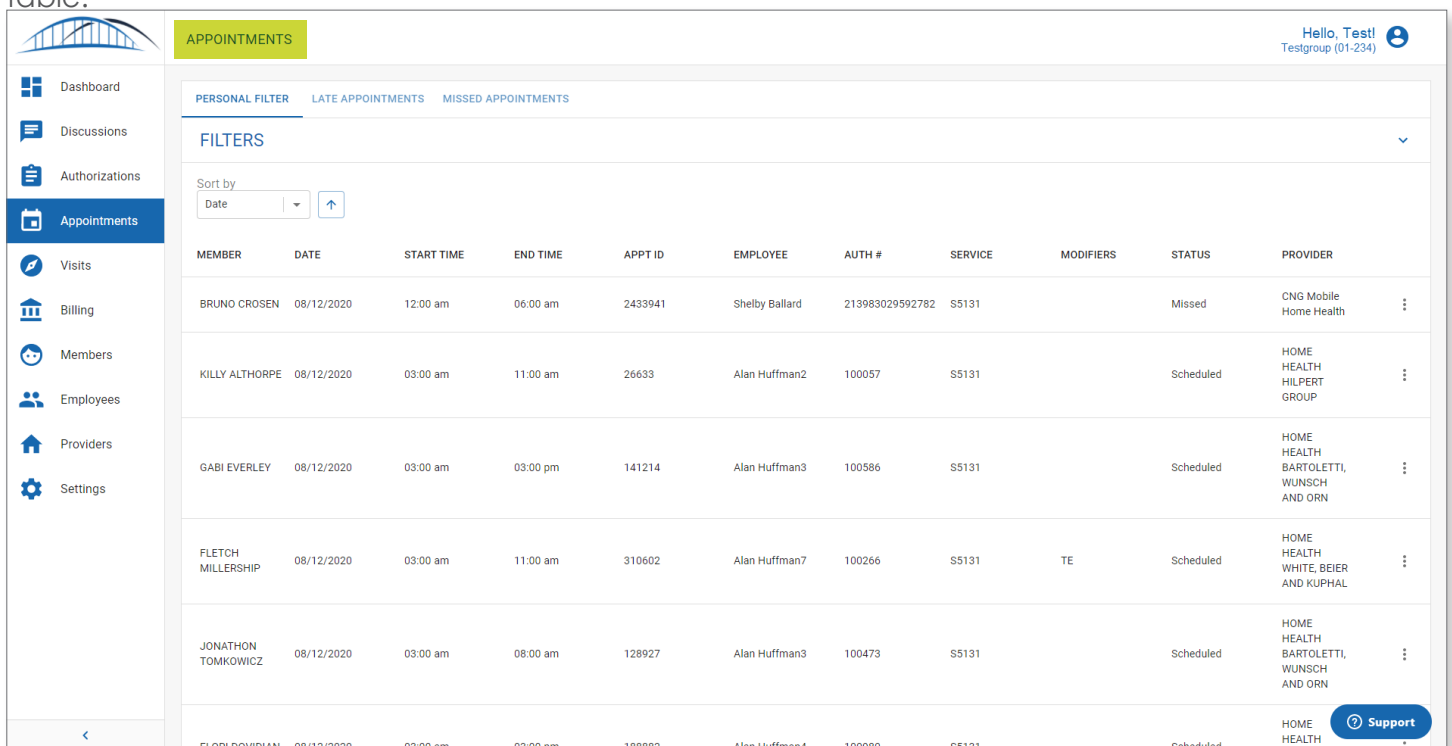 Table.
APPOINTMENTS
Hello, Test!
Testgroup (01-234)
Dashboard
Discussions
Authorizations
Appointments
Visits
Billing
Members
Employees
Providers
Settings
PERSONAL FILTER LATE APPOINTMENTS MISSED APPOINTMENTS
FILTERS
Sort by
Date
MEMBER DATE START TIME END TIME APPT ID EMPLOYEE AUTH # SERVICE MODIFIERS STATUS PROVIDER
BRUNO CROSEN 08/12/2020 12:00 am 06:00 am 2433941 Shelby Ballard 213983029592782 S5131 Missed CNG Mobile
Home Health
KILLY ALTHORPE 08/12/2020 03:00 am 11:00 am 26633 Alan Huffman2 100057 S5131 Scheduled HOME
HEALTH
HILPERT
GROUP
GABI EVERLEY 08/12/2020 03:00 am 03:00 pm 141214 Alan Huffman3 100586 S5131 Scheduled HOME
HEALTH
BARTOLETTI,
WUNSCH
AND ORN
FLETCH
MILLERSHIP 08/12/2020 03:00 am 11:00 am 310602 Alan Huffman7 100266 S5131 TE Scheduled HOME
HEALTH
WHITE, BEIER
AND KUPHAL
JONATHON
TOMKOWICZ 08/12/2020 03:00 am 08:00 am 128927 Alan Huffman3 100473 S5131 Scheduled HOME
HEALTH
BARTOLETTI,
WUNSCH
AND ORN
08/12/2020 03:00 pm Scheduled HOME
HEALTH
Support